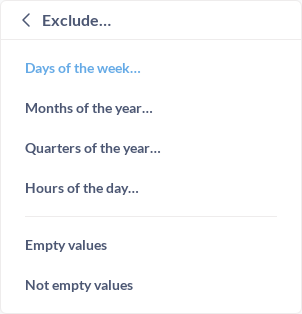 Exclude...
Days of the week...
Months of the year...
Quarters of the year...
Hours of the day...
Empty values
Not empty values